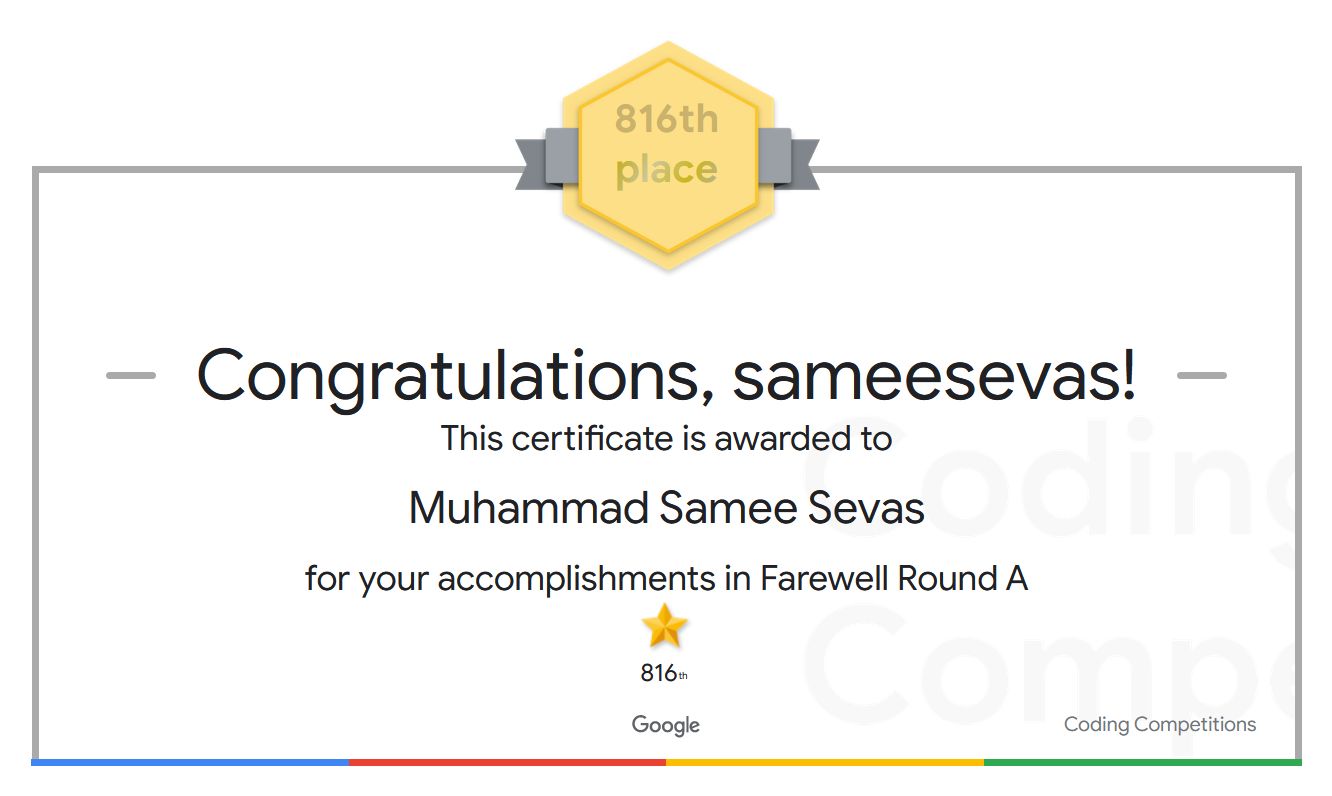 816th
place
Congratulations, sameesevas!
This certificate is awarded to
Muhammad Samee Sevas
for your accomplishments in Farewell Round A
816th
Google
Coding Competitions
Coding
Compe